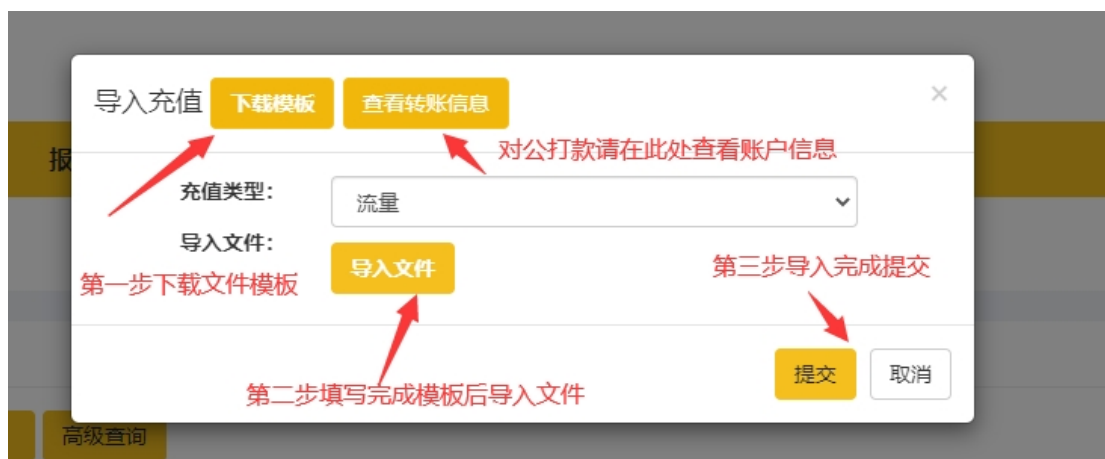 导入充值 下载模板 查看转账信息 ×
对公打款请在此处查看账户信息
报
充值类型：
流量
导入文件：
导入文件
第一步下载文件模板
第三步导入完成提交
提交 取消
第二步填写完成模板后导入文件
高级查询